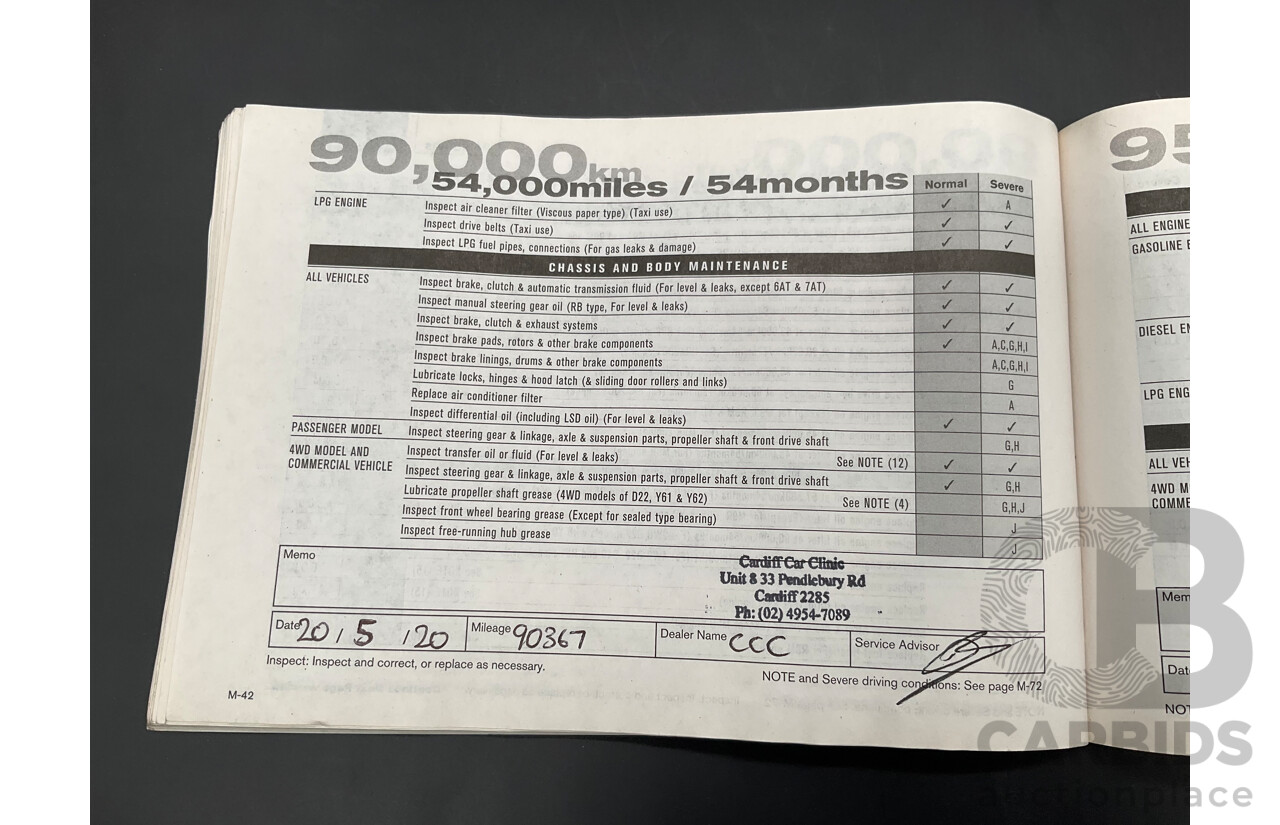 90,000km
54,000miles / 54months Normal Severe
LPG ENGINE Inspect air cleaner filter (Viscous paper type) (Taxi use) ✓ A
Inspect drive belts (Taxi use) ✓ ✓
Inspect LPG fuel pipes, connections (For gas leaks & damage) ✓ ✓
CHASSIS AND BODY MAINTENANCE
ALL VEHICLES Inspect brake, clutch & automatic transmission fluid (For level & leaks, except 6AT & 7AT) ✓ ✓
Inspect manual steering gear oil (RB type, For level & leaks) ✓ ✓
Inspect brake, clutch & exhaust systems ✓ ✓
Inspect brake pads, rotors & other brake components ✓ A,C,G,H,I
Inspect brake linings, drums & other brake components A,C,G,H,I
Lubricate locks, hinges & hood latch (& sliding door rollers and links) G
Replace air conditioner filter A
Inspect differential oil (including LSD oil) (For level & leaks) ✓ ✓
PASSENGER MODEL Inspect steering gear & linkage, axle & suspension parts, propeller shaft & front drive shaft G,H
4WD MODEL AND Inspect transfer oil or fluid (For level & leaks) See NOTE (12) ✓ ✓
COMMERCIAL VEHICLE Inspect steering gear & linkage, axle & suspension parts, propeller shaft & front drive shaft ✓ G,H
Lubricate propeller shaft grease (4WD models of D22, Y61 & Y62) See NOTE (4) G,H,J
Inspect front wheel bearing grease (Except for sealed type bearing) J
Inspect free-running hub grease J
Memo
Cardiff Car Clinic
Unit 8 33 Pendlebury Rd
Cardiff 2285
Ph: (02) 4954-7089
Date 20 / 5 / 20 Mileage 90367 Dealer Name CCC Service Advisor
Inspect: Inspect and correct, or replace as necessary.
NOTE and Severe driving conditions: See page M-72
M-42
95
ALL ENGINE
GASOLINE E
DIESEL EN
LPG ENG
ALL VEH
4WD M
COMME
Mem
Dat
NOT
CB
CARBIDS
auctionplace